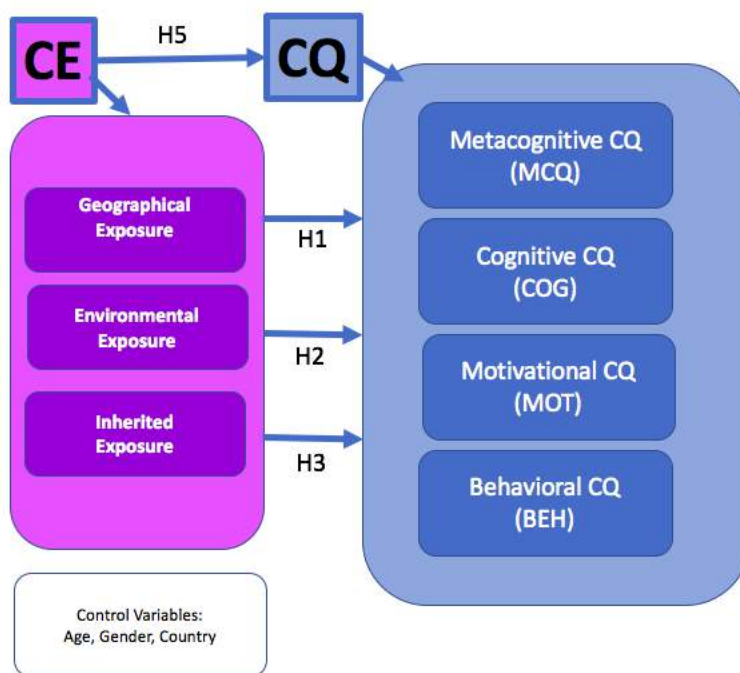 CE
H5
CQ
Geographical
Exposure
H1
Environmental
Exposure
H2
Inherited
Exposure
H3
Metacognitive CQ
(MCQ)
Cognitive CQ
(COG)
Motivational CQ
(MOT)
Behavioral CQ
(BEH)
Control Variables:
Age, Gender, Country